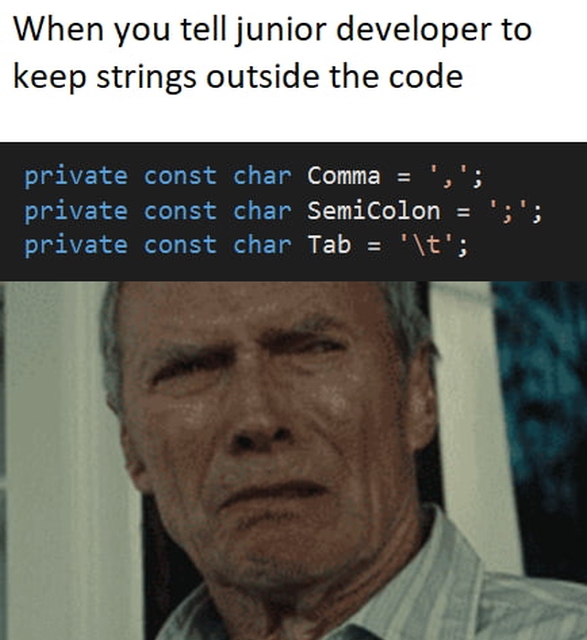 When you tell junior developer to
keep strings outside the code
private const char Comma = ',';
private const char SemiColon = ';';
private const char Tab = '\t';